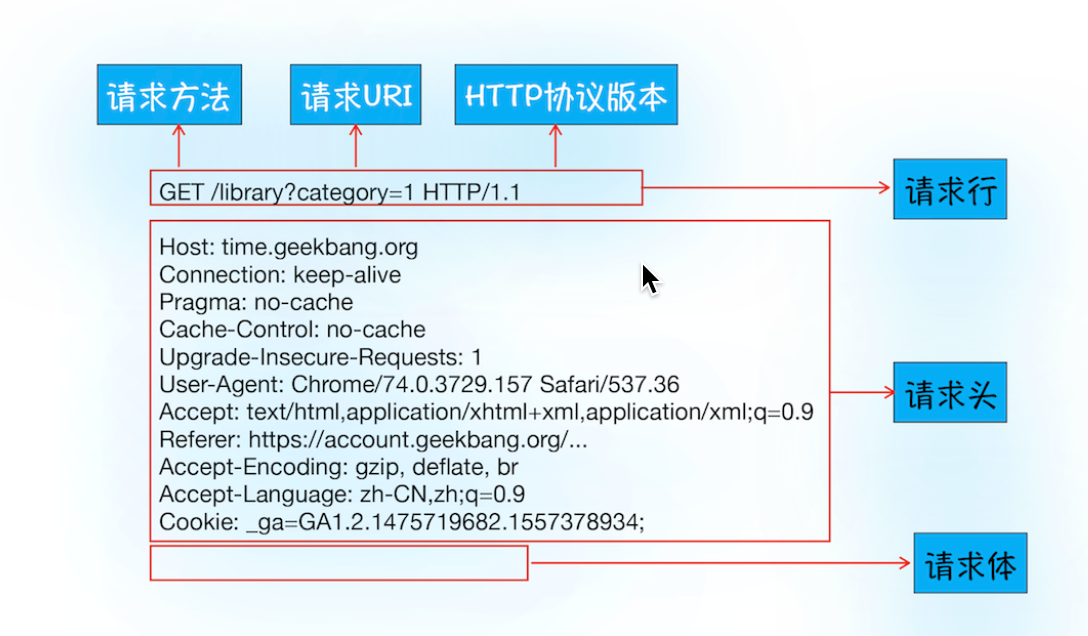 请求方法
请求URI
HTTP协议版本
GET /library?category=1 HTTP/1.1
请求行
Host: time.geekbang.org
Connection: keep-alive
Pragma: no-cache
Cache-Control: no-cache
Upgrade-Insecure-Requests: 1
User-Agent: Chrome/74.0.3729.157 Safari/537.36
Accept: text/html,application/xhtml+xml,application/xml;q=0.9
Referer: https://account.geekbang.org/...
Accept-Encoding: gzip, deflate, br
Accept-Language: zh-CN,zh;q=0.9
Cookie: _ga=GA1.2.1475719682.1557378934;
请求头
请求体